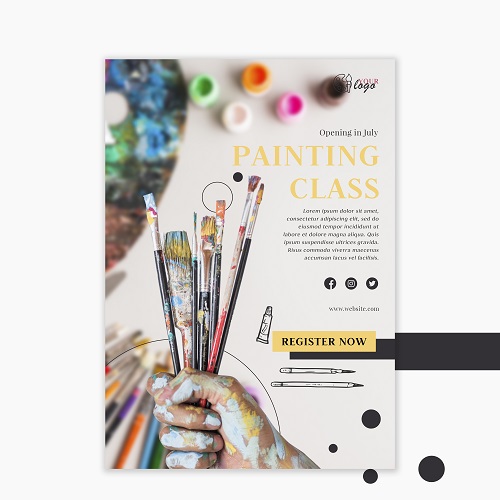 YOUR
logo
Opening in July
PAINTING
CLASS
Lorem ipsum dolor sit amet,
consectetur adipiscing elit, sed do
eiusmod tempor incididunt ut
labore et dolore magna aliqua. Quis
ipsum suspendisse ultrices gravida.
Risus commodo viverra maecenas
accumsan lacus vel facilisis.
www.website.com
REGISTER NOW